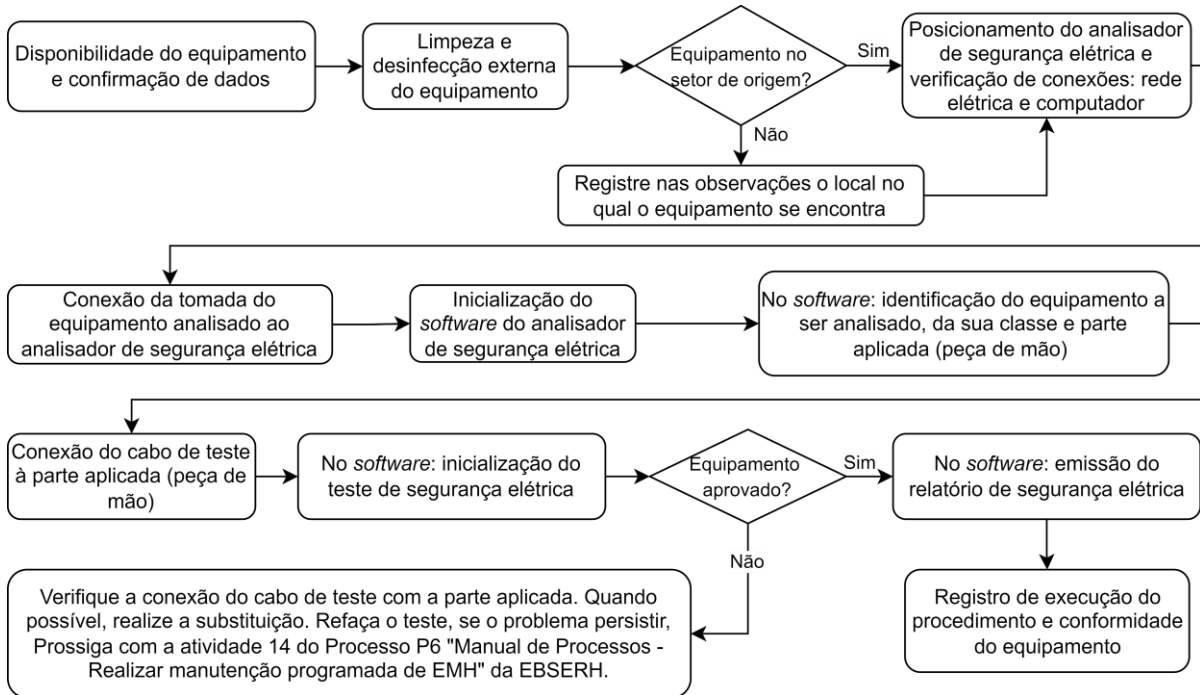 Disponibilidade do equipamento
e confirmação de dados
Limpeza e
desinfecção externa
do equipamento
Equipamento no
setor de origem?
Sim
Posicionamento do analisador
de segurança elétrica e
verificação de conexões: rede
elétrica e computador
Não
Registre nas observações o local no
qual o equipamento se encontra
Conexão da tomada do
equipamento analisado ao
analisador de segurança elétrica
Inicialização do
software do analisador
de segurança elétrica
No software: identificação do equipamento a
ser analisado, da sua classe e parte
aplicada (peça de mão)
Conexão do cabo de teste
à parte aplicada (peça de
mão)
No software: inicialização do
teste de segurança elétrica
Equipamento
aprovado?
Sim
No software: emissão do
relatório de segurança elétrica
Não
Verifique a conexão do cabo de teste com a parte aplicada. Quando
possível, realize a substituição. Refaça o teste, se o problema persistir,
Prossiga com a atividade 14 do Processo P6 "Manual de Processos -
Realizar manutenção programada de EMH" da EBSERH.
Registro de execução do
procedimento e conformidade
do equipamento